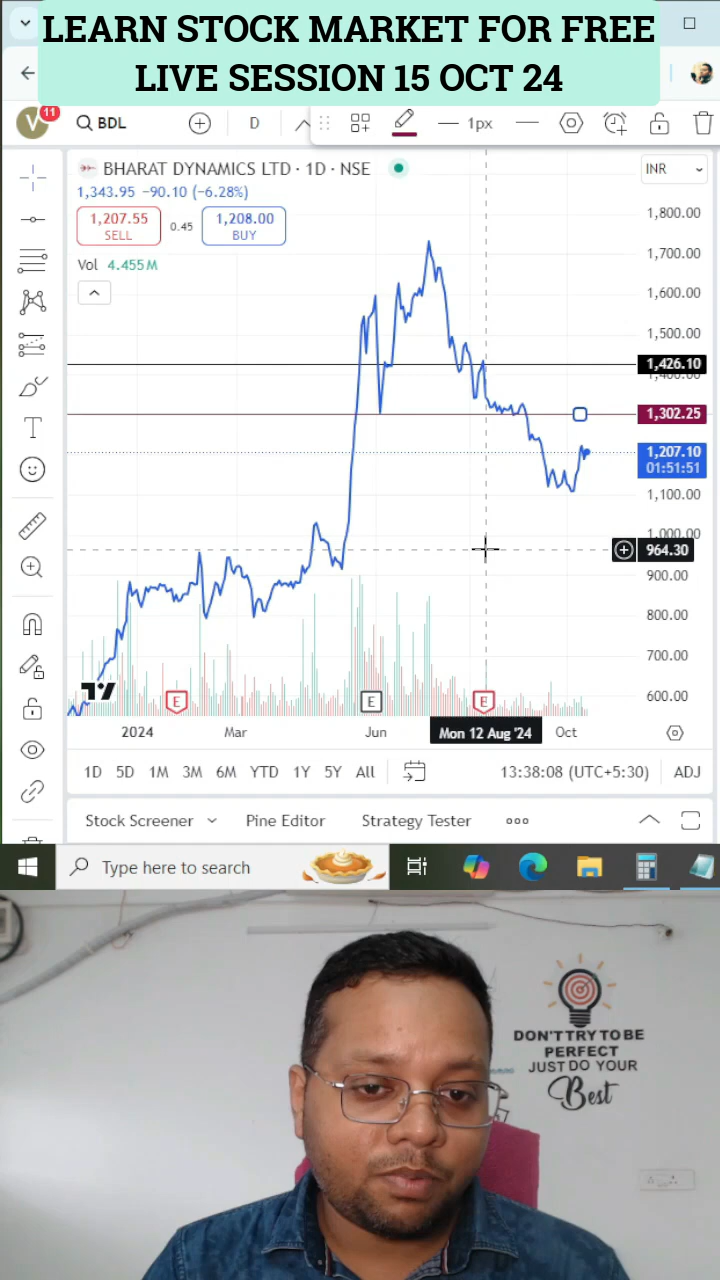 LEARN STOCK MARKET FOR FREE
LIVE SESSION 15 OCT 24
V
11
BDL
D
1px
BHARAT DYNAMICS LTD · 1D · NSE
INR
1,343.95 −90.10 (−6.28%)
1,207.55
SELL
0.45
1,208.00
BUY
Vol 4.455M
1,800.00
1,700.00
1,600.00
1,500.00
1,426.10
1,400.00
1,302.25
1,207.10
01:51:51
1,100.00
1,000.00
964.30
900.00
800.00
700.00
600.00
T
E
E
E
2024
Mar
Jun
Mon 12 Aug '24
Oct
1D 5D 1M 3M 6M YTD 1Y 5Y All
13:38:08 (UTC+5:30)
ADJ
Stock Screener
Pine Editor
Strategy Tester
Type here to search
DON'T TRY TO BE
PERFECT
JUST DO YOUR
Best